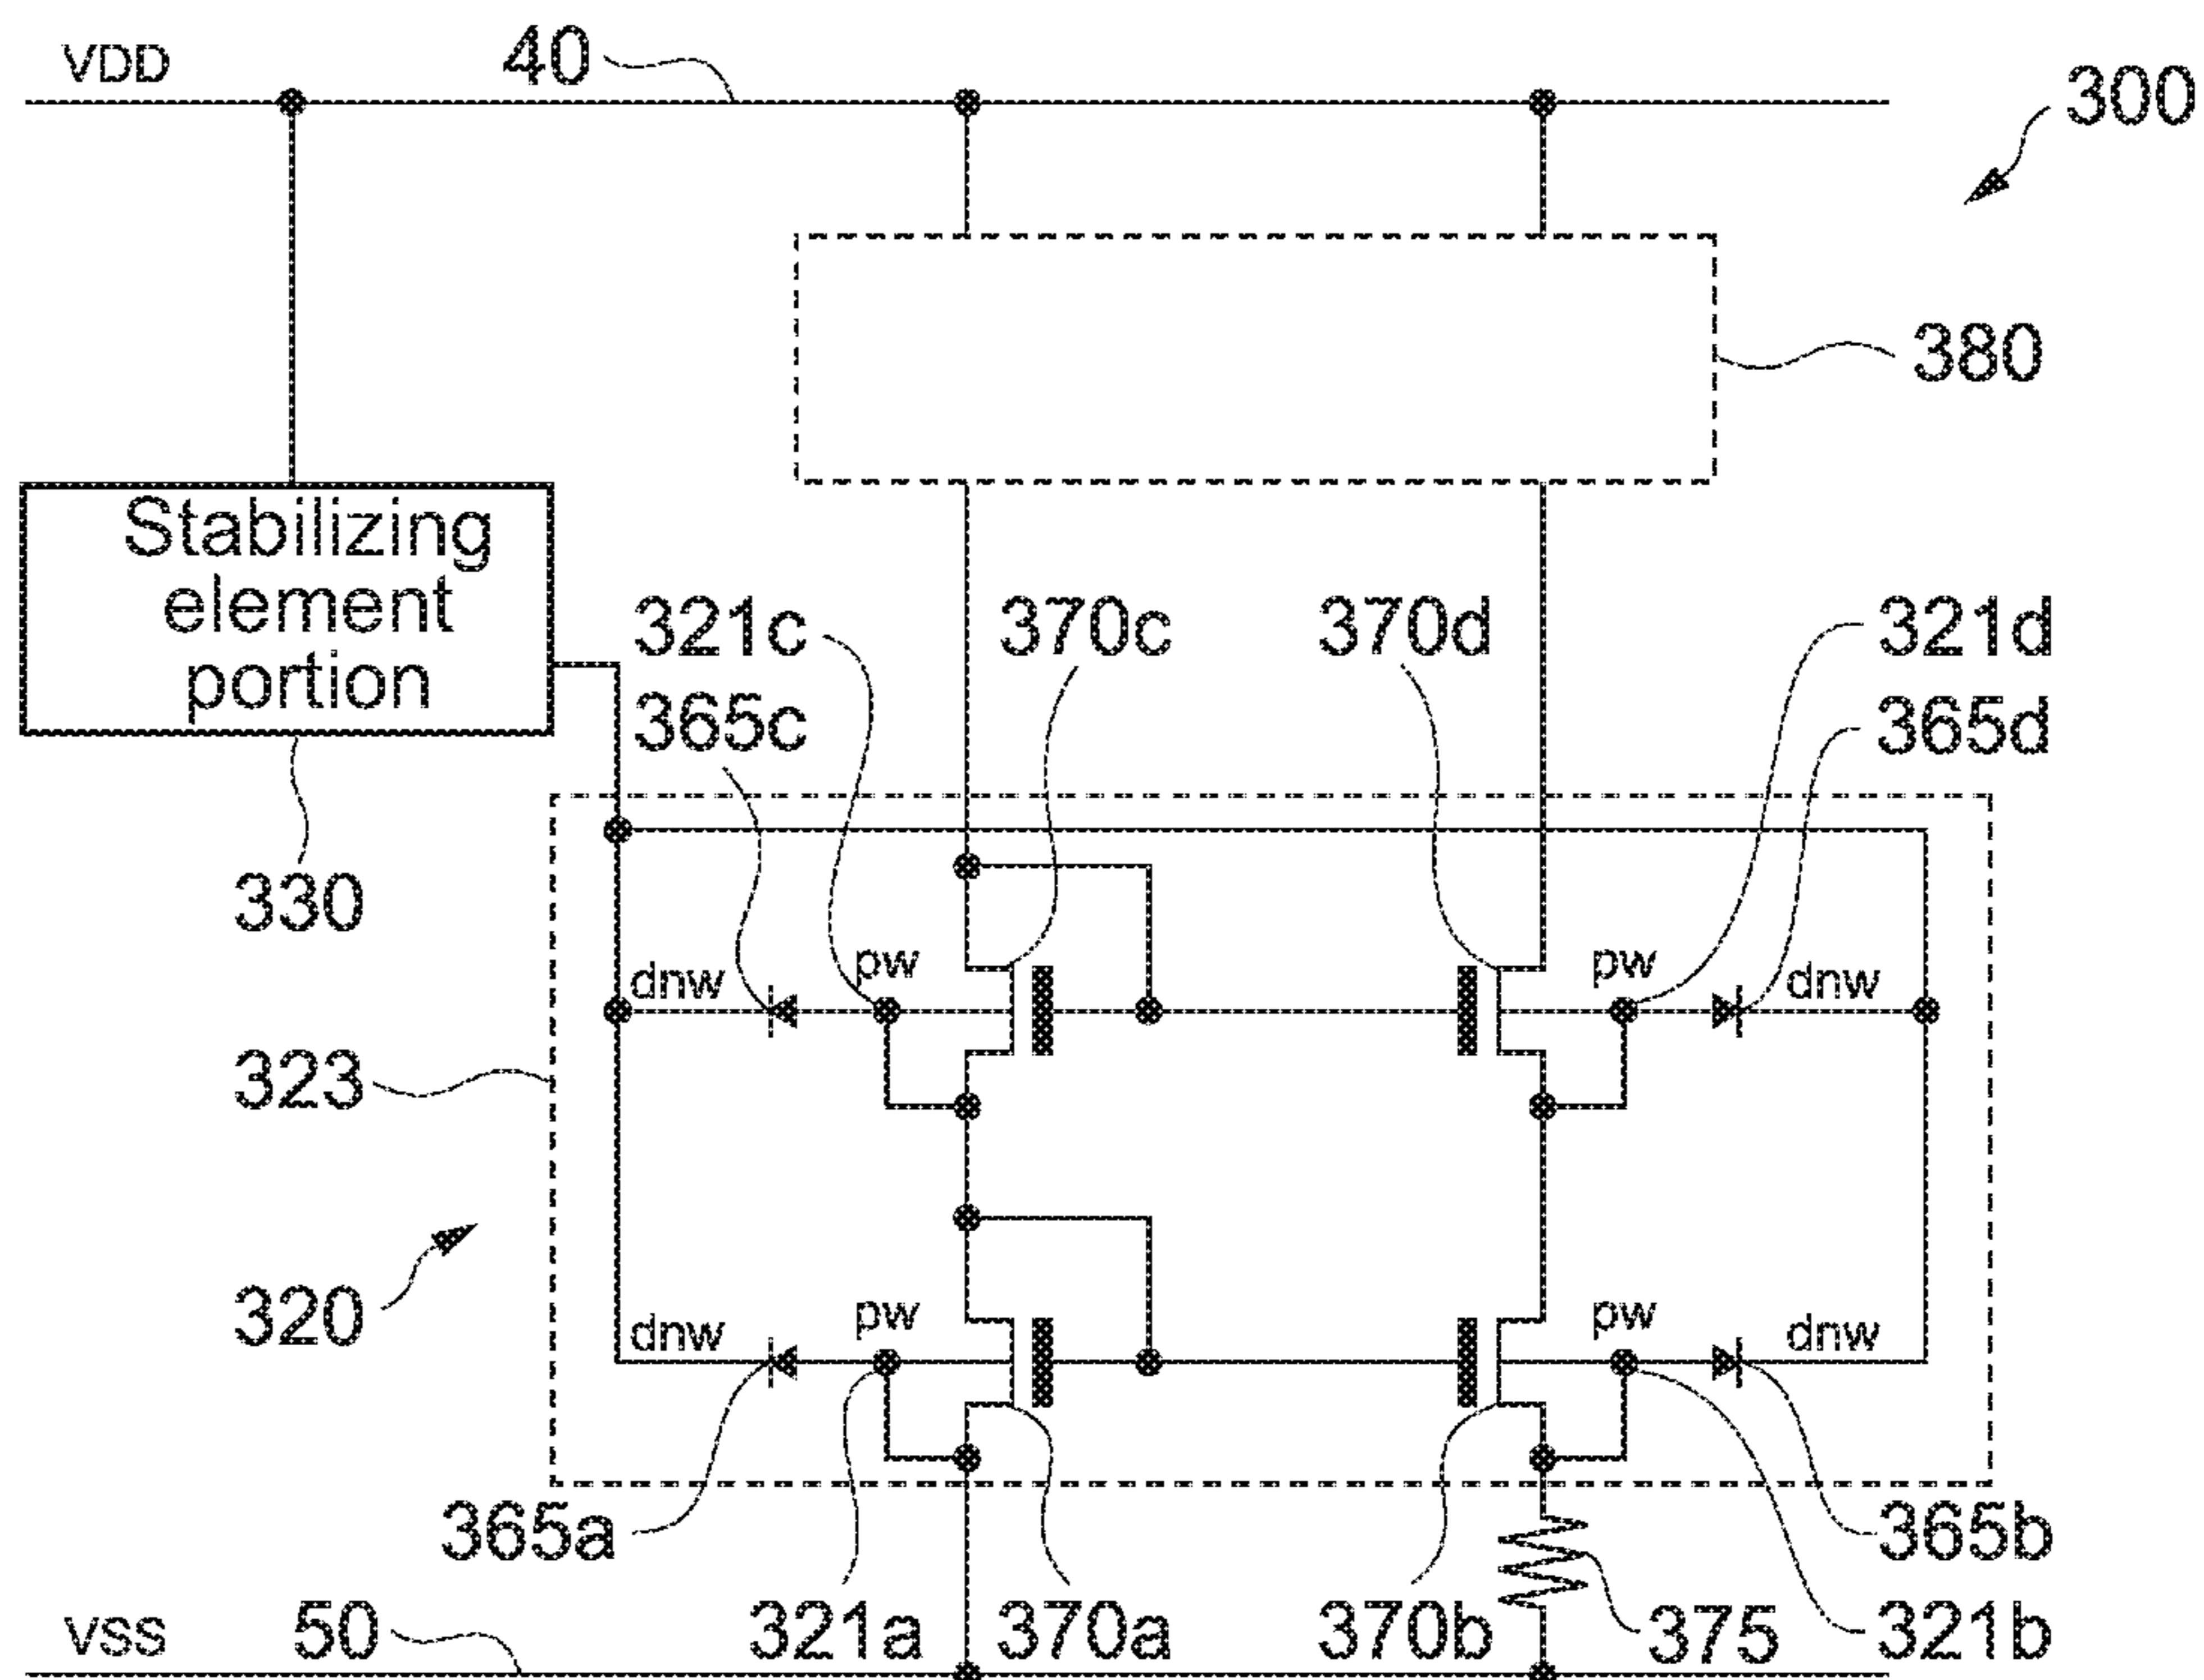 VDD
40
300
380
Stabilizing
element
portion
321c
370c
370d
321d
365c
365d
330
pw
pw
dnw
dnw
323
320
pw
pw
dnw
dnw
365a
365b
VSS
50
321a
370a
370b
375
321b